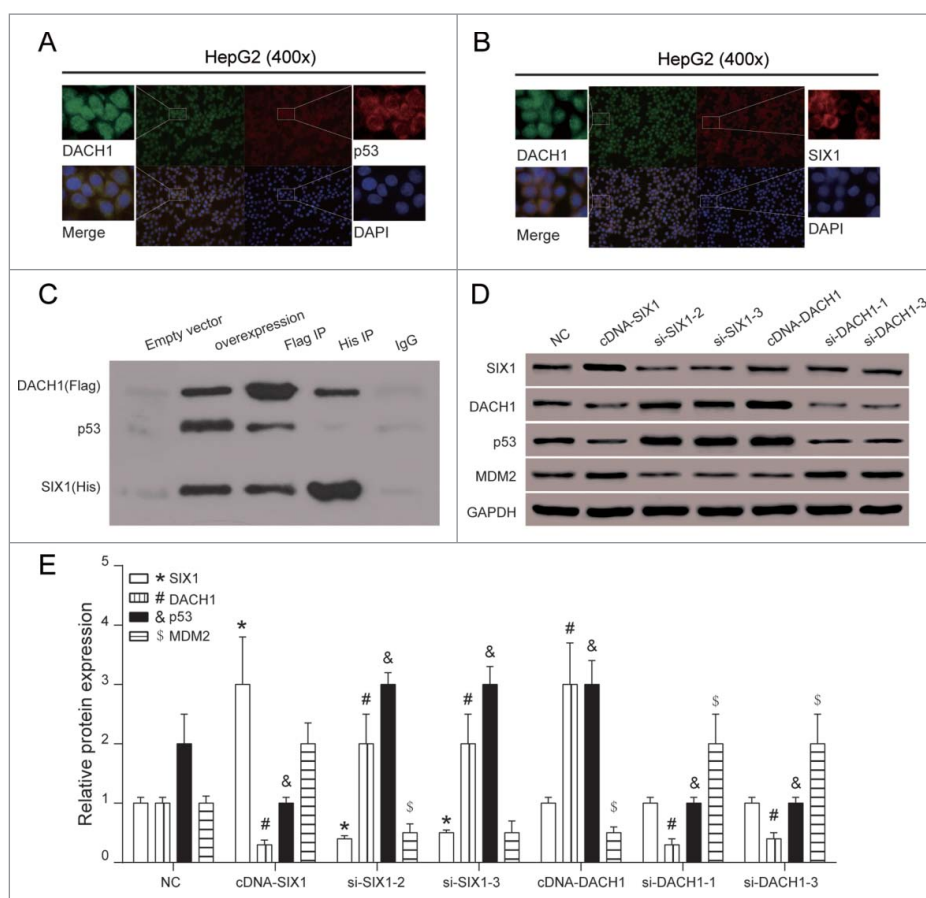 A
HepG2 (400x)
DACH1
p53
Merge
DAPI
B
HepG2 (400x)
DACH1
SIX1
Merge
DAPI
C
Empty vector
overexpression
Flag IP
His IP
IgG
DACH1(Flag)
p53
SIX1(His)
D
NC
cDNA-SIX1
si-SIX1-2
si-SIX1-3
cDNA-DACH1
si-DACH1-1
si-DACH1-3
SIX1
DACH1
p53
MDM2
GAPDH
E
Relative protein expression
5
4
3
2
1
0
* SIX1
# DACH1
& p53
$ MDM2
*
#
&
*
#
&
$
*
#
&
#
&
$
#
&
$
#
&
$
NC
cDNA-SIX1
si-SIX1-2
si-SIX1-3
cDNA-DACH1
si-DACH1-1
si-DACH1-3